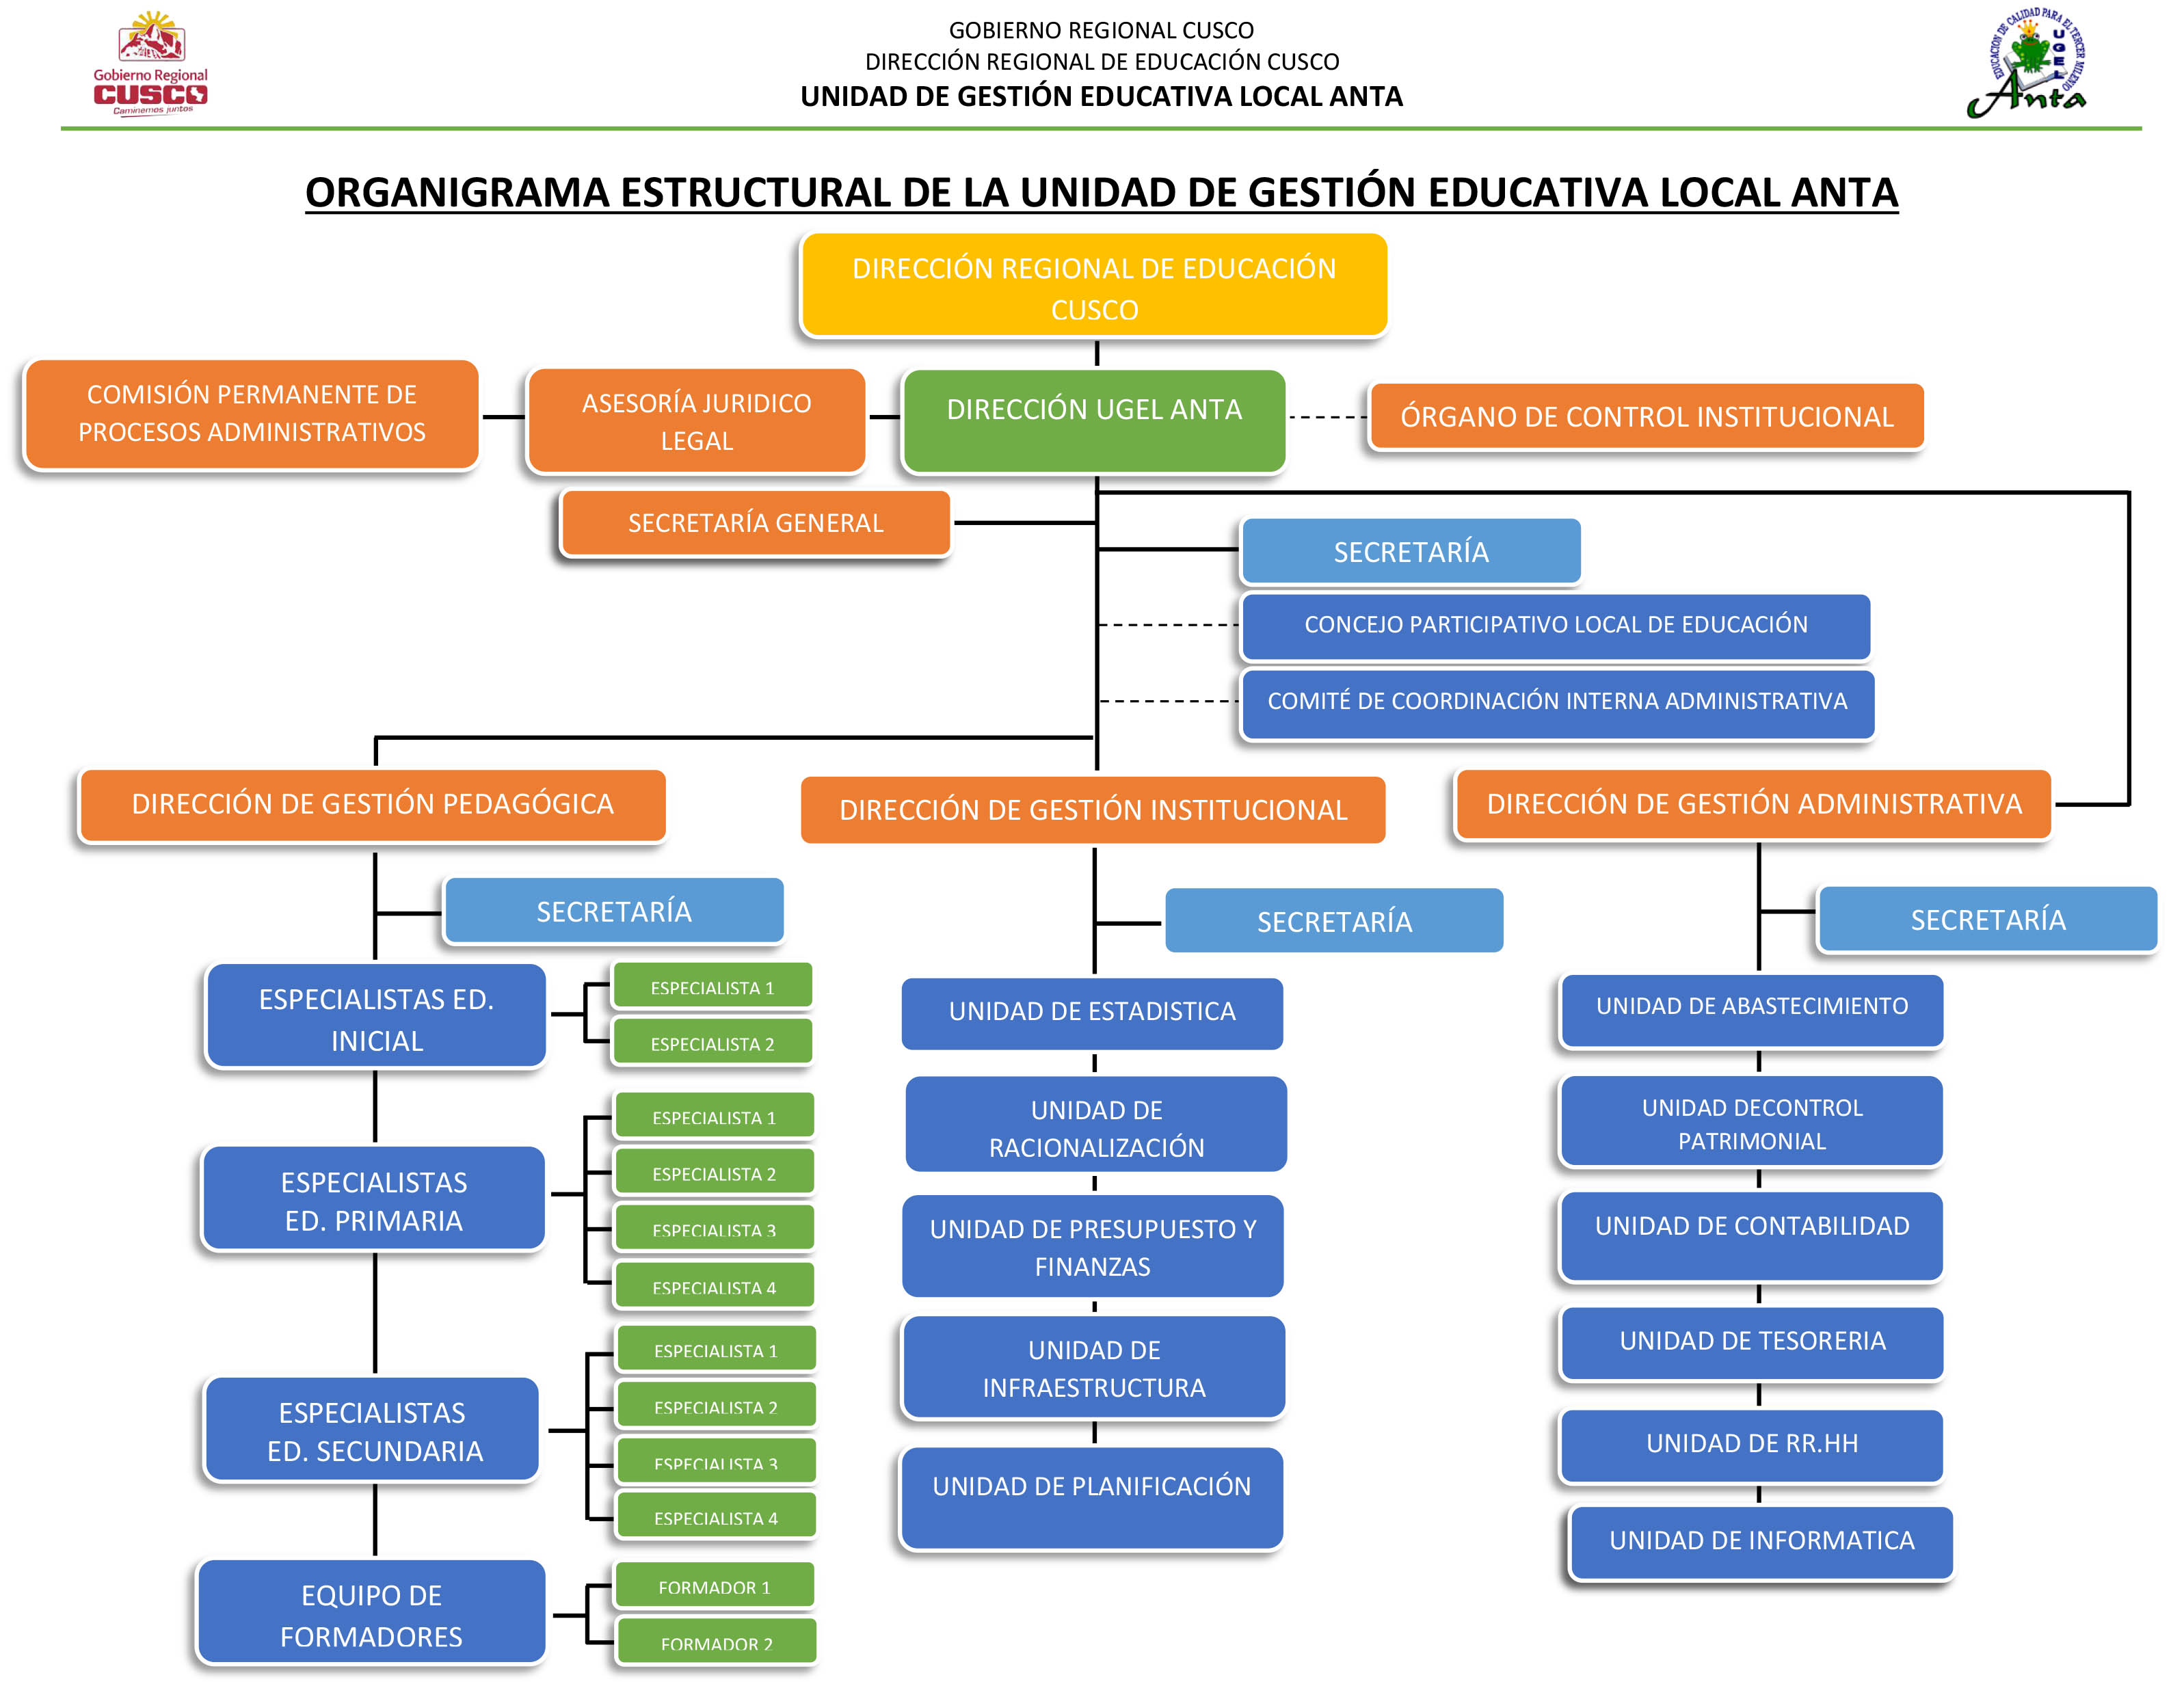 Gobierno Regional
CUSCO
Caminemos juntos
GOBIERNO REGIONAL CUSCO
DIRECCIÓN REGIONAL DE EDUCACIÓN CUSCO
UNIDAD DE GESTIÓN EDUCATIVA LOCAL ANTA
EDUCACION DE CALIDAD PARA EL TERCER MILENIO
UGEL
Anta
ORGANIGRAMA ESTRUCTURAL DE LA UNIDAD DE GESTIÓN EDUCATIVA LOCAL ANTA
DIRECCIÓN REGIONAL DE EDUCACIÓN
CUSCO
COMISIÓN PERMANENTE DE
PROCESOS ADMINISTRATIVOS
ASESORÍA JURIDICO
LEGAL
DIRECCIÓN UGEL ANTA
ÓRGANO DE CONTROL INSTITUCIONAL
SECRETARÍA GENERAL
SECRETARÍA
CONCEJO PARTICIPATIVO LOCAL DE EDUCACIÓN
COMITÉ DE COORDINACIÓN INTERNA ADMINISTRATIVA
DIRECCIÓN DE GESTIÓN PEDAGÓGICA
SECRETARÍA
ESPECIALISTAS ED.
INICIAL
ESPECIALISTA 1
ESPECIALISTA 2
ESPECIALISTAS
ED. PRIMARIA
ESPECIALISTA 1
ESPECIALISTA 2
ESPECIALISTA 3
ESPECIALISTA 4
ESPECIALISTAS
ED. SECUNDARIA
ESPECIALISTA 1
ESPECIALISTA 2
ESPECIALISTA 3
ESPECIALISTA 4
EQUIPO DE
FORMADORES
FORMADOR 1
FORMADOR 2
DIRECCIÓN DE GESTIÓN INSTITUCIONAL
SECRETARÍA
UNIDAD DE ESTADISTICA
UNIDAD DE
RACIONALIZACIÓN
UNIDAD DE PRESUPUESTO Y
FINANZAS
UNIDAD DE
INFRAESTRUCTURA
UNIDAD DE PLANIFICACIÓN
DIRECCIÓN DE GESTIÓN ADMINISTRATIVA
SECRETARÍA
UNIDAD DE ABASTECIMIENTO
UNIDAD DECONTROL
PATRIMONIAL
UNIDAD DE CONTABILIDAD
UNIDAD DE TESORERIA
UNIDAD DE RR.HH
UNIDAD DE INFORMATICA